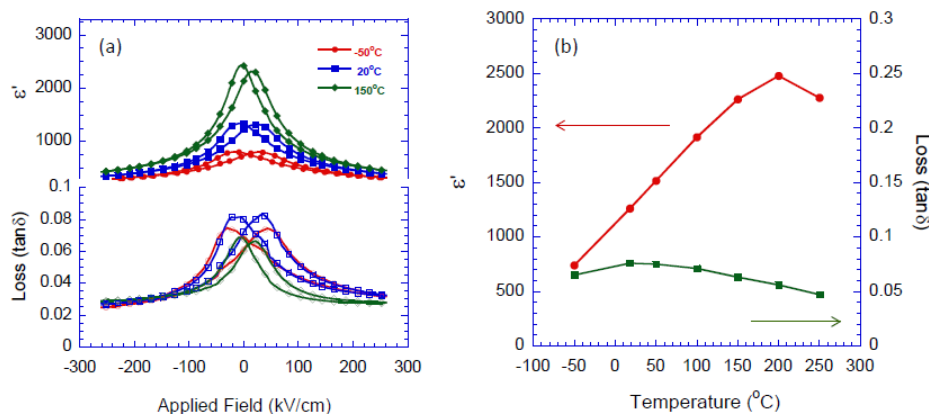 (a)
-50°C
20°C
150°C
3000
2000
1000
ε'
0.1
0.08
0.06
0.04
0.02
0
Loss (tanδ)
-300 -200 -100 0 100 200 300
Applied Field (kV/cm)
(b)
3000
2500
2000
1500
1000
500
0
ε'
0.3
0.25
0.2
0.15
0.1
0.05
0
Loss (tanδ)
-100 -50 0 50 100 150 200 250 300
Temperature (°C)